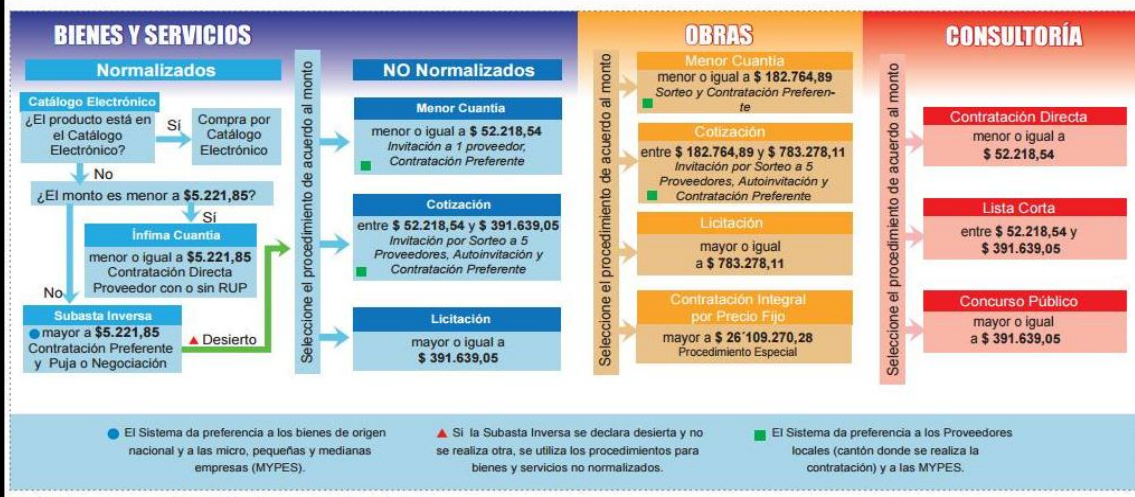 BIENES Y SERVICIOS
Normalizados
Catálogo Electrónico
¿El producto está en
el Catálogo
Electrónico?
Sí
Compra por
Catálogo
Electrónico
No
¿El monto es menor a $5.221,85?
Sí
Ínfima Cuantía
menor o igual a $5.221,85
Contratación Directa
Proveedor con o sin RUP
No
Subasta Inversa
mayor a $5.221,85
Contratación Preferente
y Puja o Negociación
Desierto
Seleccione el procedimiento de acuerdo al monto
NO Normalizados
Menor Cuantía
menor o igual a $ 52.218,54
Invitación a 1 proveedor,
Contratación Preferente
Cotización
entre $ 52.218,54 y $ 391.639,05
Invitación por Sorteo a 5
Proveedores, Autoinvitación y
Contratación Preferente
Licitación
mayor o igual a
$ 391.639,05
OBRAS
Seleccione el procedimiento de acuerdo al monto
Menor Cuantía
menor o igual a $ 182.764,89
Sorteo y Contratación Preferen-
te
Cotización
entre $ 182.764,89 y $ 783.278,11
Invitación por Sorteo a 5
Proveedores, Autoinvitación y
Contratación Preferente
Licitación
mayor o igual
a $ 783.278,11
Contratación Integral
por Precio Fijo
mayor a $ 26´109.270,28
Procedimiento Especial
CONSULTORÍA
Seleccione el procedimiento de acuerdo al monto
Contratación Directa
menor o igual a
$ 52.218,54
Lista Corta
entre $ 52.218,54 y
$ 391.639,05
Concurso Público
mayor o igual
a $ 391.639,05
El Sistema da preferencia a los bienes de origen
nacional y a las micro, pequeñas y medianas
empresas (MYPES).
Si la Subasta Inversa se declara desierta y no
se realiza otra, se utiliza los procedimientos para
bienes y servicios no normalizados.
El Sistema da preferencia a los Proveedores
locales (cantón donde se realiza la
contratación) y a las MYPES.